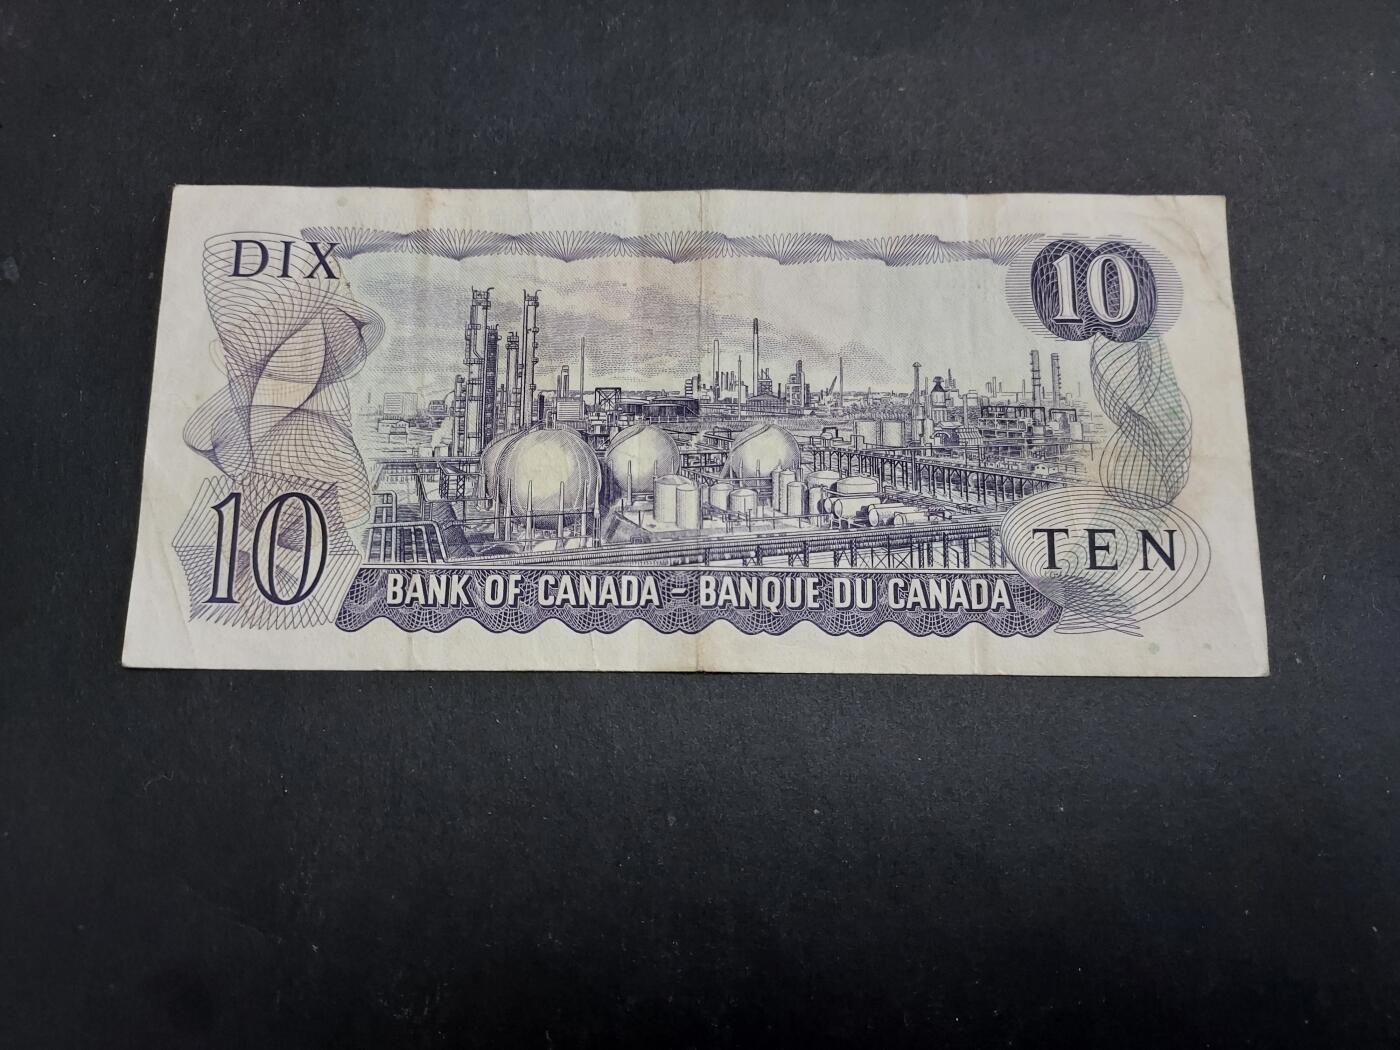 DIX
10
10
TEN
BANK OF CANADA - BANQUE DU CANADA